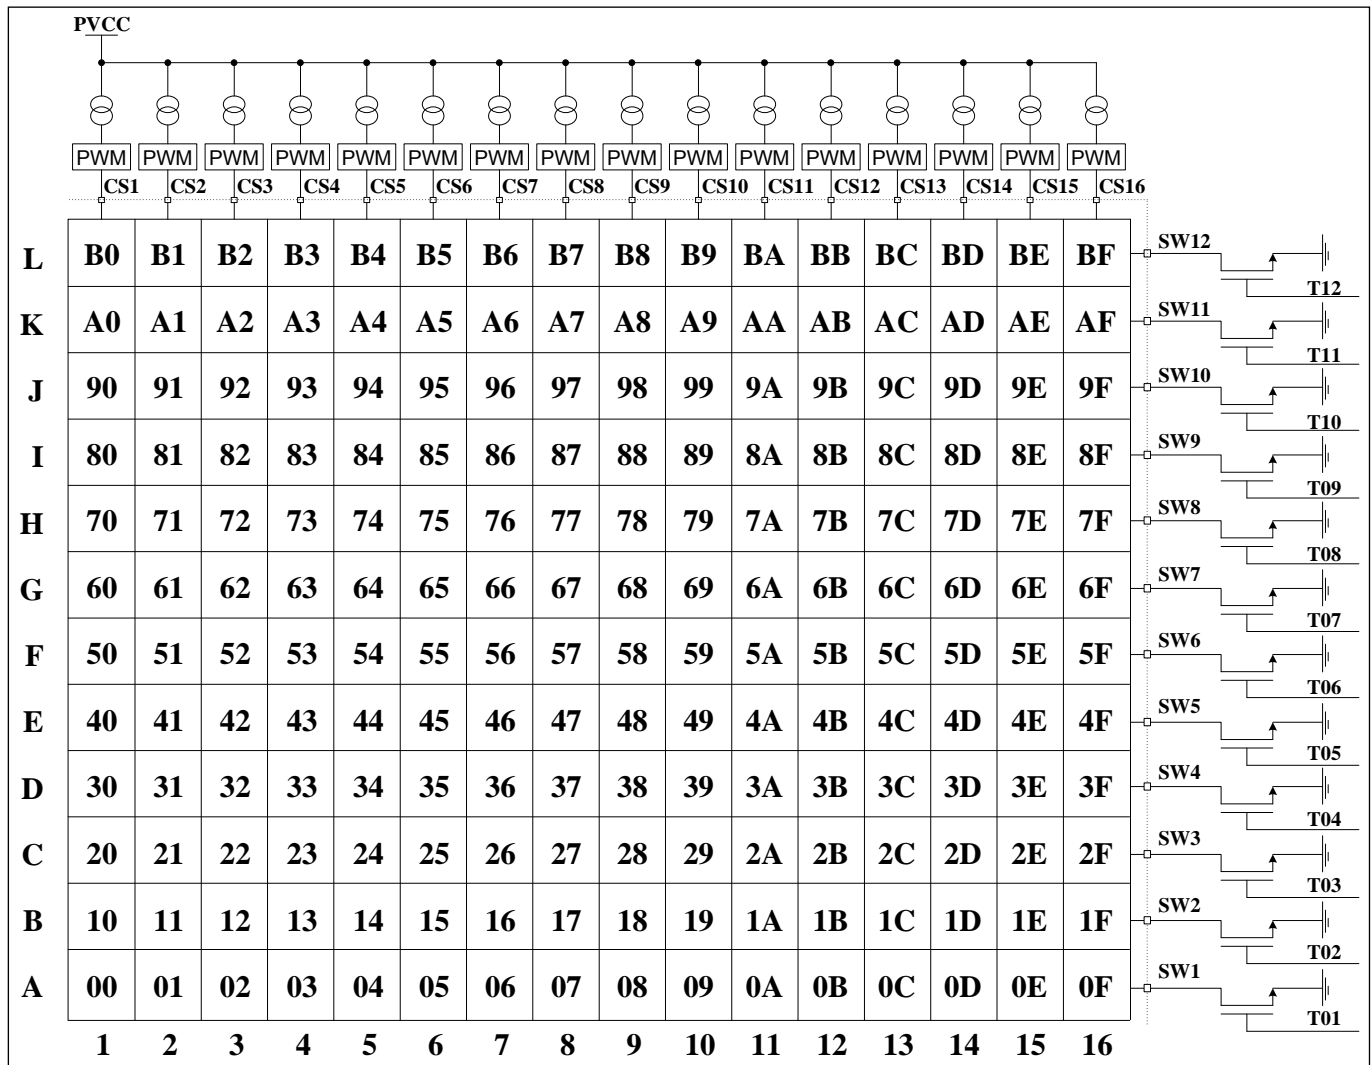 PVCC
PWM PWM PWM PWM PWM PWM PWM PWM PWM PWM PWM PWM PWM PWM PWM PWM
CS1 CS2 CS3 CS4 CS5 CS6 CS7 CS8 CS9 CS10 CS11 CS12 CS13 CS14 CS15 CS16
L B0 B1 B2 B3 B4 B5 B6 B7 B8 B9 BA BB BC BD BE BF SW12
T12
K A0 A1 A2 A3 A4 A5 A6 A7 A8 A9 AA AB AC AD AE AF SW11
T11
J 90 91 92 93 94 95 96 97 98 99 9A 9B 9C 9D 9E 9F SW10
T10
I 80 81 82 83 84 85 86 87 88 89 8A 8B 8C 8D 8E 8F SW9
T09
H 70 71 72 73 74 75 76 77 78 79 7A 7B 7C 7D 7E 7F SW8
T08
G 60 61 62 63 64 65 66 67 68 69 6A 6B 6C 6D 6E 6F SW7
T07
F 50 51 52 53 54 55 56 57 58 59 5A 5B 5C 5D 5E 5F SW6
T06
E 40 41 42 43 44 45 46 47 48 49 4A 4B 4C 4D 4E 4F SW5
T05
D 30 31 32 33 34 35 36 37 38 39 3A 3B 3C 3D 3E 3F SW4
T04
C 20 21 22 23 24 25 26 27 28 29 2A 2B 2C 2D 2E 2F SW3
T03
B 10 11 12 13 14 15 16 17 18 19 1A 1B 1C 1D 1E 1F SW2
T02
A 00 01 02 03 04 05 06 07 08 09 0A 0B 0C 0D 0E 0F SW1
T01
1 2 3 4 5 6 7 8 9 10 11 12 13 14 15 16